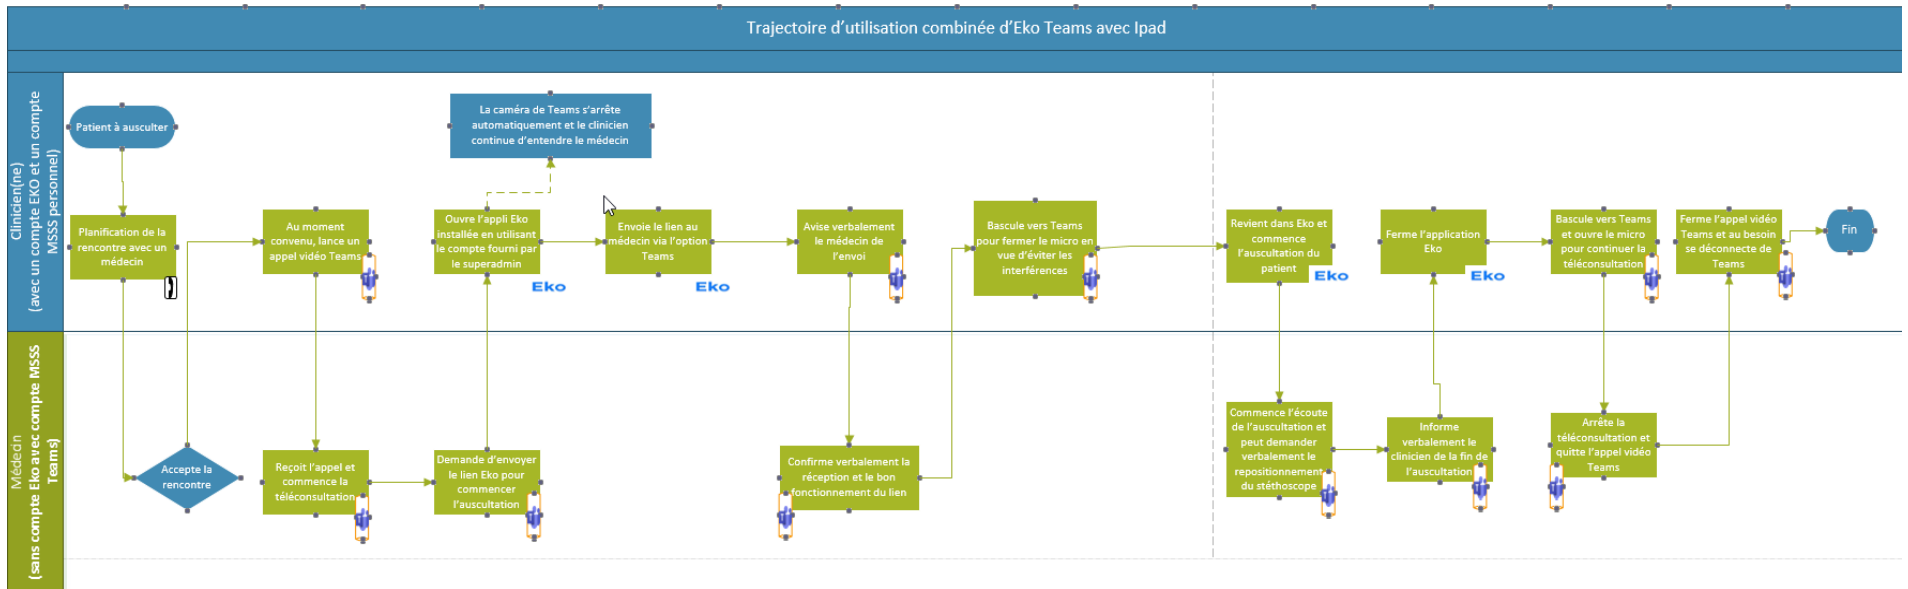 Trajectoire d'utilisation combinée d'Eko Teams avec Ipad
Clinicien(ne)
(avec un compte EKO et un compte
MSSS personnel)
Patient à ausculter
Planification de la
rencontre avec un
médecin
Au moment
convenu, lance un
appel vidéo Teams
La caméra de Teams s'arrête
automatiquement et le clinicien
continue d'entendre le médecin
Ouvre l'appli Eko
installée en utilisant
le compte fourni par
le superadmin
Eko
Envoie le lien au
médecin via l'option
Teams
Eko
Avise verbalement
le médecin de
l'envoi
Bascule vers Teams
pour fermer le micro en
vue d'éviter les
interférences
Revient dans Eko et
commence
l'auscultation du
patient
Eko
Ferme l'application
Eko
Eko
Bascule vers Teams
et ouvre le micro
pour continuer la
téléconsultation
Ferme l'appel vidéo
Teams et au besoin
se déconnecte de
Teams
Fin
Médecin
(sans compte Eko avec compte MSSS
Teams)
Accepte la
rencontre
Reçoit l'appel et
commence la
téléconsultation
Demande d'envoyer
le lien Eko pour
commencer
l'auscultation
Confirme verbalement la
réception et le bon
fonctionnement du lien
Commence l'écoute
de l'auscultation et
peut demander
verbalement le
repositionnement
du stéthoscope
Informe
verbalement le
clinicien de la fin de
l'auscultation
Arrête la
téléconsultation et
quitte l'appel vidéo
Teams